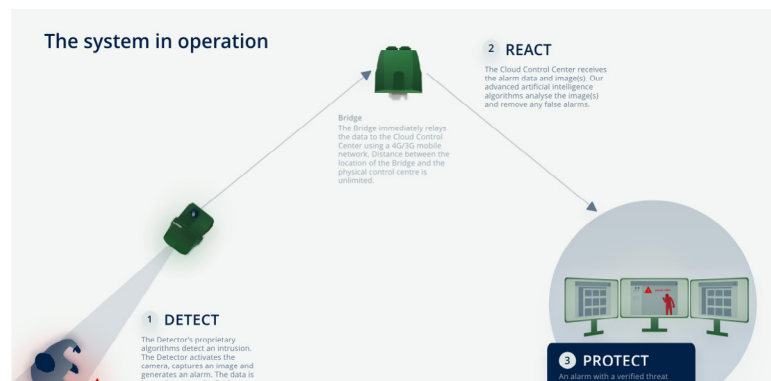 The system in operation
2 REACT
The Cloud Control Center receives
the alarm data and image(s). Our
advanced artificial intelligence
algorithms analyse the image(s)
and remove any false alarms.
Bridge
The Bridge immediately relays
the data to the Cloud Control
Center using a 4G/3G mobile
network. Distance between the
location of the Bridge and the
physical control centre is
unlimited.
1 DETECT
The Detector's proprietary
algorithms detect an intrusion.
The Detector activates the
camera, captures an image and
generates an alarm. The data is
3 PROTECT
An alarm with a verified threat